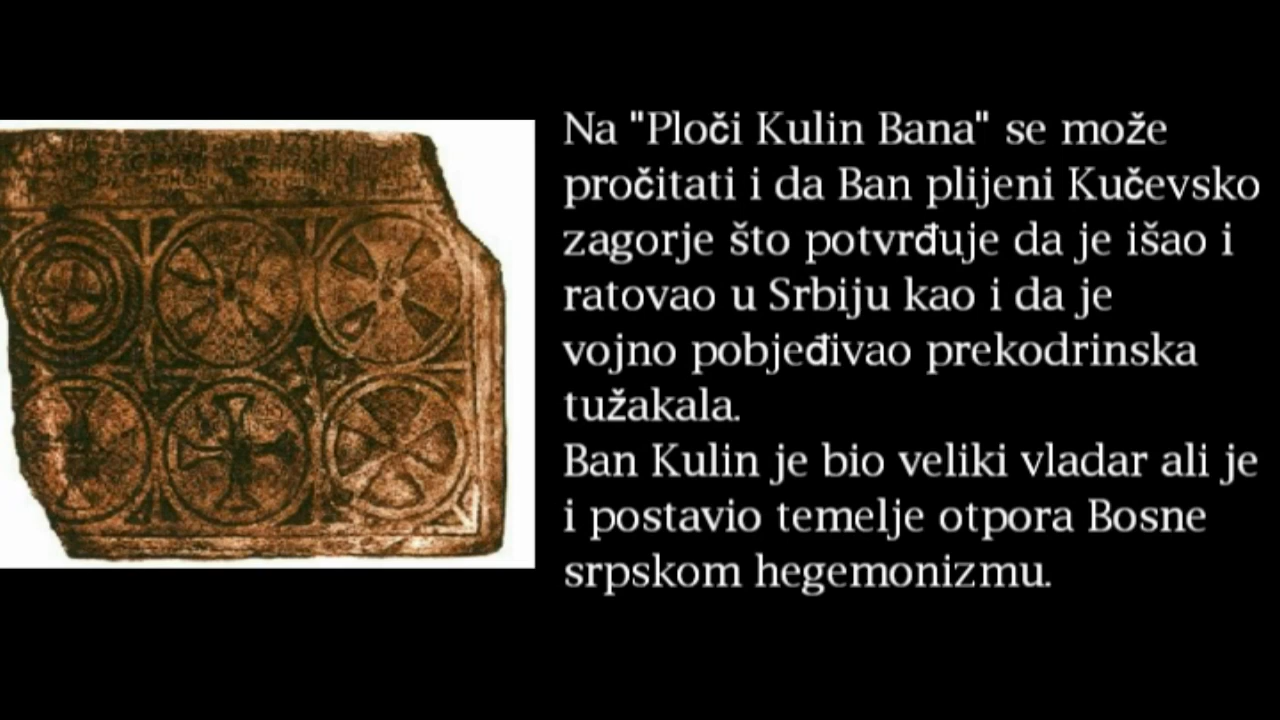 Na "Ploči Kulin Bana" se može
pročitati i da Ban plijeni Kučevsko
zagorje što potvrđuje da je išao i
ratovao u Srbiju kao i da je
vojno pobjeđivao prekodrinska
tužakala.
Ban Kulin je bio veliki vladar ali je
i postavio temelje otpora Bosne
srpskom hegemonizmu.